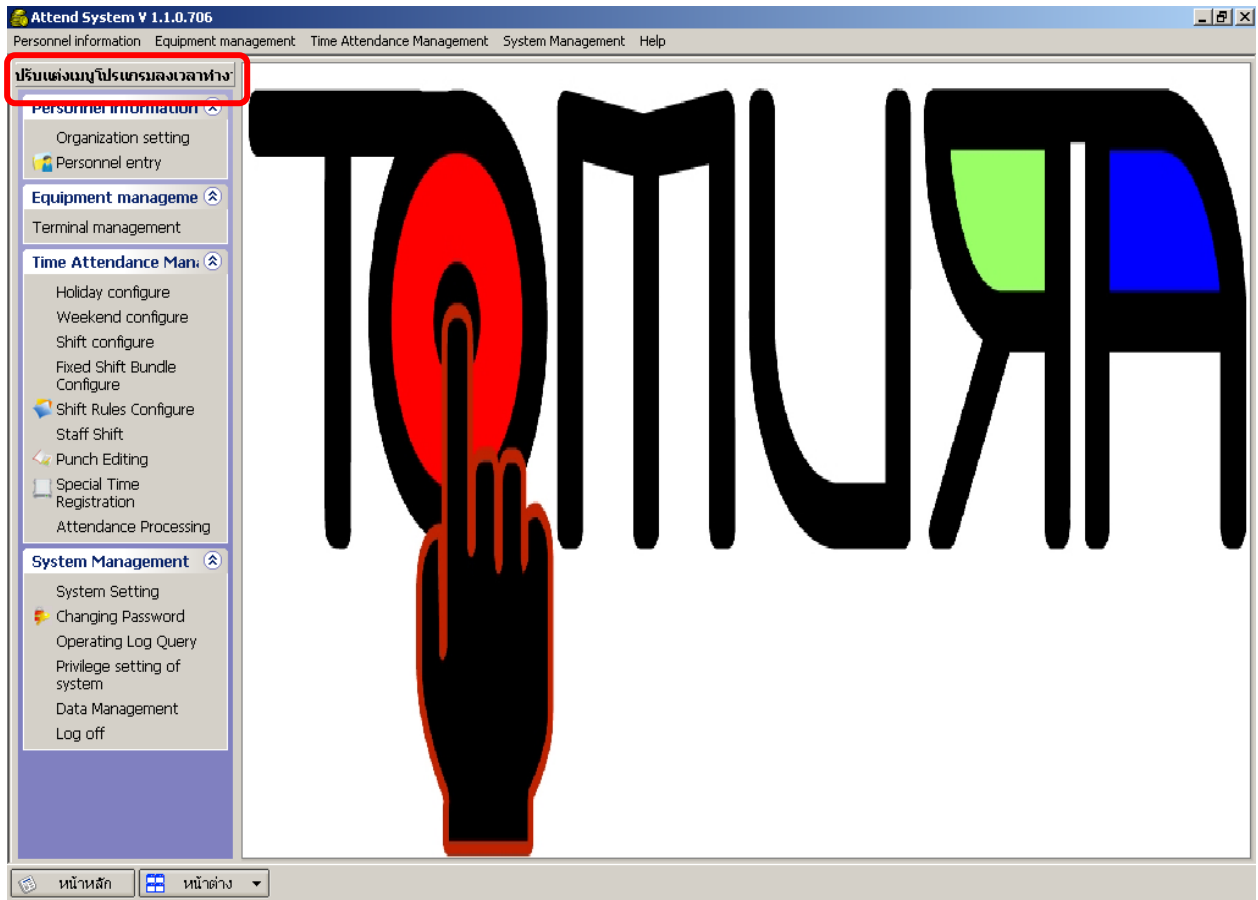 Attend System V 1.1.0.706
Personnel information Equipment management Time Attendance Management System Management Help
ปรับแต่งเมนูโปรแกรมลงเวลาทำง
Personnel information
Organization setting
Personnel entry
Equipment manageme
Terminal management
Time Attendance Man
Holiday configure
Weekend configure
Shift configure
Fixed Shift Bundle
Configure
Shift Rules Configure
Staff Shift
Punch Editing
Special Time
Registration
Attendance Processing
System Management
System Setting
Changing Password
Operating Log Query
Privilege setting of
system
Data Management
Log off
TOMURA
หน้าหลัก หน้าต่าง